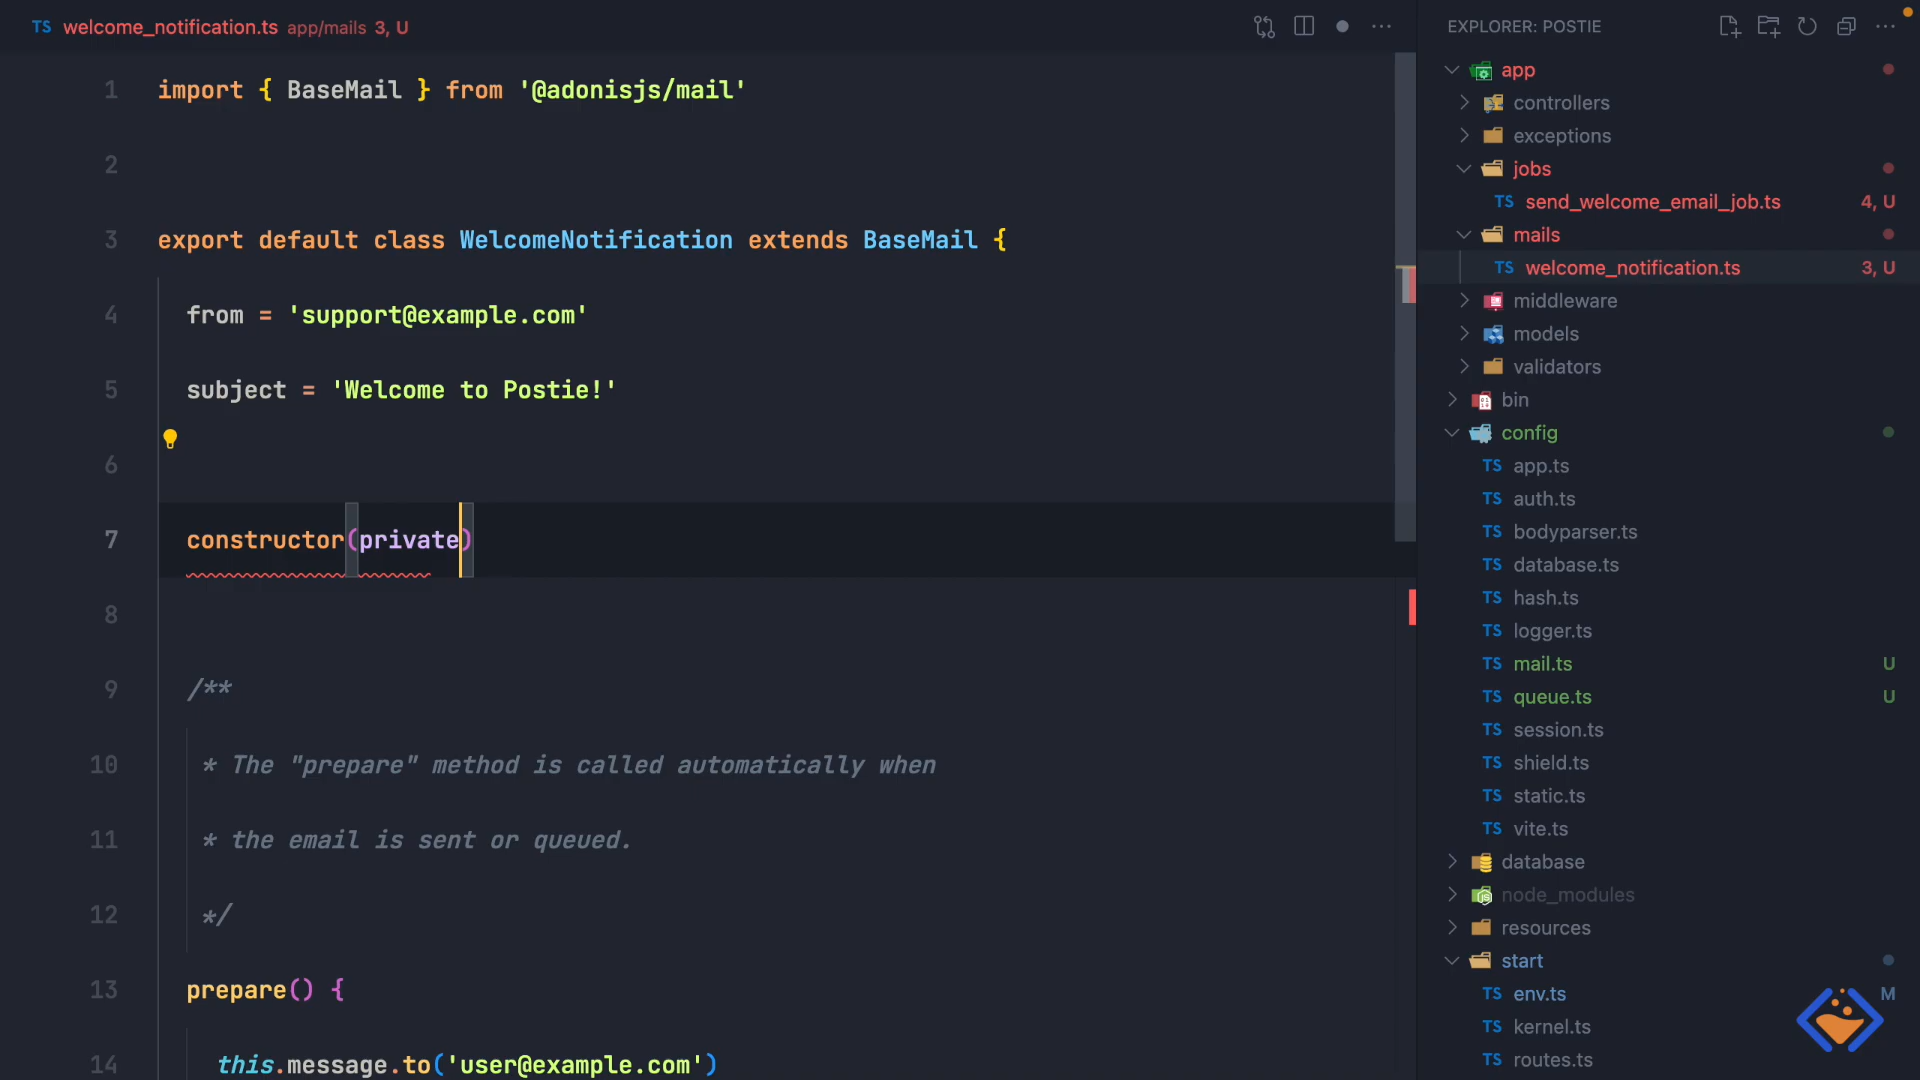 TS welcome_notification.ts app/mails 3, U
1 import { BaseMail } from '@adonisjs/mail'
2
3 export default class WelcomeNotification extends BaseMail {
4 from = 'support@example.com'
5 subject = 'Welcome to Postie!'
6
7 constructor(private)
8
9 /**
10 * The "prepare" method is called automatically when
11 * the email is sent or queued.
12 */
13 prepare() {
14 this.message.to('user@example.com')
EXPLORER: POSTIE
app
controllers
exceptions
jobs
TS send_welcome_email_job.ts 4, U
mails
TS welcome_notification.ts 3, U
middleware
models
validators
bin
config
TS app.ts
TS auth.ts
TS bodyparser.ts
TS database.ts
TS hash.ts
TS logger.ts
TS mail.ts U
TS queue.ts U
TS session.ts
TS shield.ts
TS static.ts
TS vite.ts
database
node_modules
resources
start
TS env.ts M
TS kernel.ts
TS routes.ts